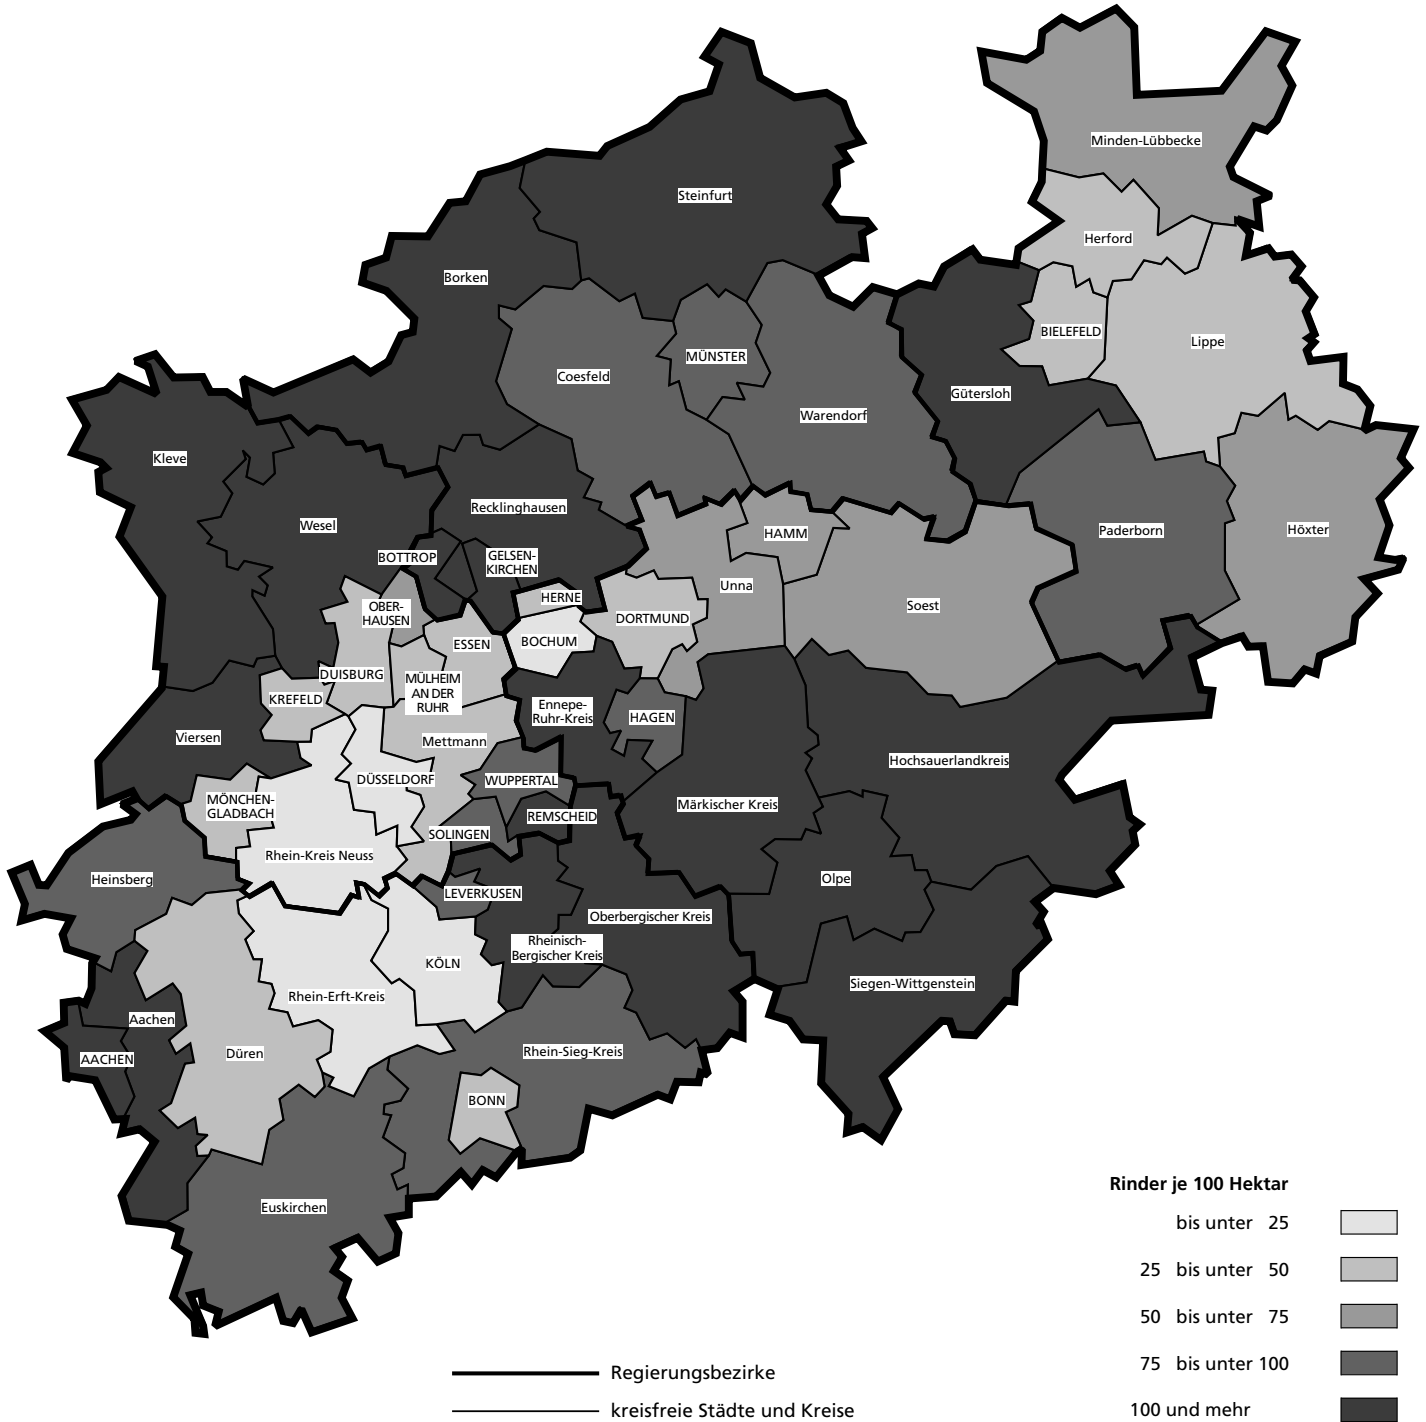 Minden-Lübbecke
Steinfurt
Herford
Borken
BIELEFELD
Lippe
MÜNSTER
Coesfeld
Gütersloh
Warendorf
Kleve
Recklinghausen
Wesel
HAMM
Paderborn
Höxter
BOTTROP
GELSEN-
KIRCHEN
Unna
HERNE
Soest
OBER-
HAUSEN
DORTMUND
ESSEN
BOCHUM
DUISBURG
MÜLHEIM
AN DER
RUHR
KREFELD
Ennepe-
Ruhr-Kreis
HAGEN
Viersen
Mettmann
Hochsauerlandkreis
DÜSSELDORF
WUPPERTAL
MÖNCHEN-
GLADBACH
Märkischer Kreis
REMSCHEID
SOLINGEN
Rhein-Kreis Neuss
Heinsberg
Olpe
LEVERKUSEN
Oberbergischer Kreis
Rheinisch-
Bergischer Kreis
KÖLN
Siegen-Wittgenstein
Rhein-Erft-Kreis
Aachen
AACHEN
Düren
Rhein-Sieg-Kreis
BONN
Euskirchen
Rinder je 100 Hektar
bis unter 25
25 bis unter 50
50 bis unter 75
75 bis unter 100
100 und mehr
Regierungsbezirke
kreisfreie Städte und Kreise